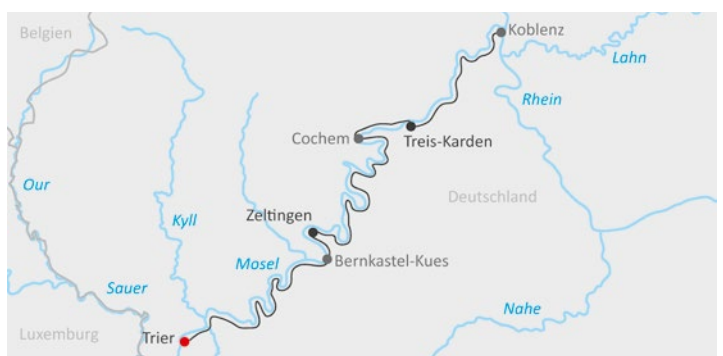 Belgien
Koblenz
Lahn
Rhein
Cochem
Treis-Karden
Our
Deutschland
Kyll
Zeltingen
Mosel
Bernkastel-Kues
Sauer
Nahe
Luxemburg
Trier